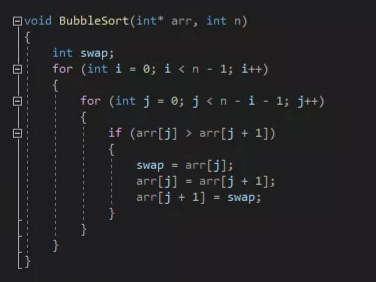 void BubbleSort(int* arr, int n)
{
    int swap;
    for (int i = 0; i < n - 1; i++)
    {
        for (int j = 0; j < n - i - 1; j++)
        {
            if (arr[j] > arr[j + 1])
            {
                swap = arr[j];
                arr[j] = arr[j + 1];
                arr[j + 1] = swap;
            }
        }
    }
}